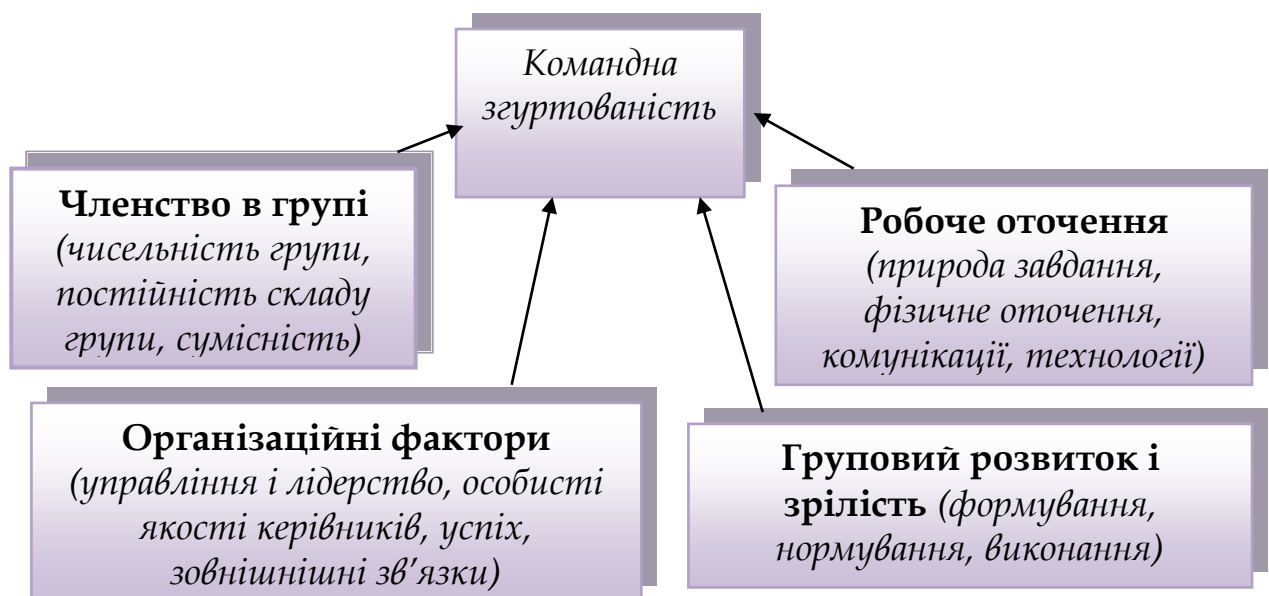 Командна
згуртованість
Членство в групі
(чисельність групи,
постійність складу
групи, сумісність)
Робоче оточення
(природа завдання,
фізичне оточення,
комунікації, технології)
Організаційні фактори
(управління і лідерство, особисті
якості керівників, успіх,
зовнішнішні зв’язки)
Груповий розвиток і
зрілість (формування,
нормування, виконання)